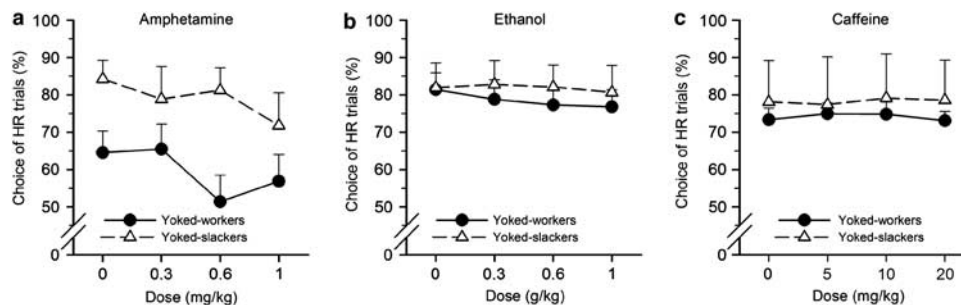 a Amphetamine
Choice of HR trials (%)
100
90
80
70
60
50
0
Yoked-workers
Yoked-slackers
0 0.3 0.6 1
Dose (mg/kg)
b Ethanol
Choice of HR trials (%)
100
90
80
70
60
50
0
Yoked-workers
Yoked-slackers
0 0.3 0.6 1
Dose (g/kg)
c Caffeine
Choice of HR trials (%)
100
90
80
70
60
50
0
Yoked-workers
Yoked-slackers
0 5 10 20
Dose (mg/kg)